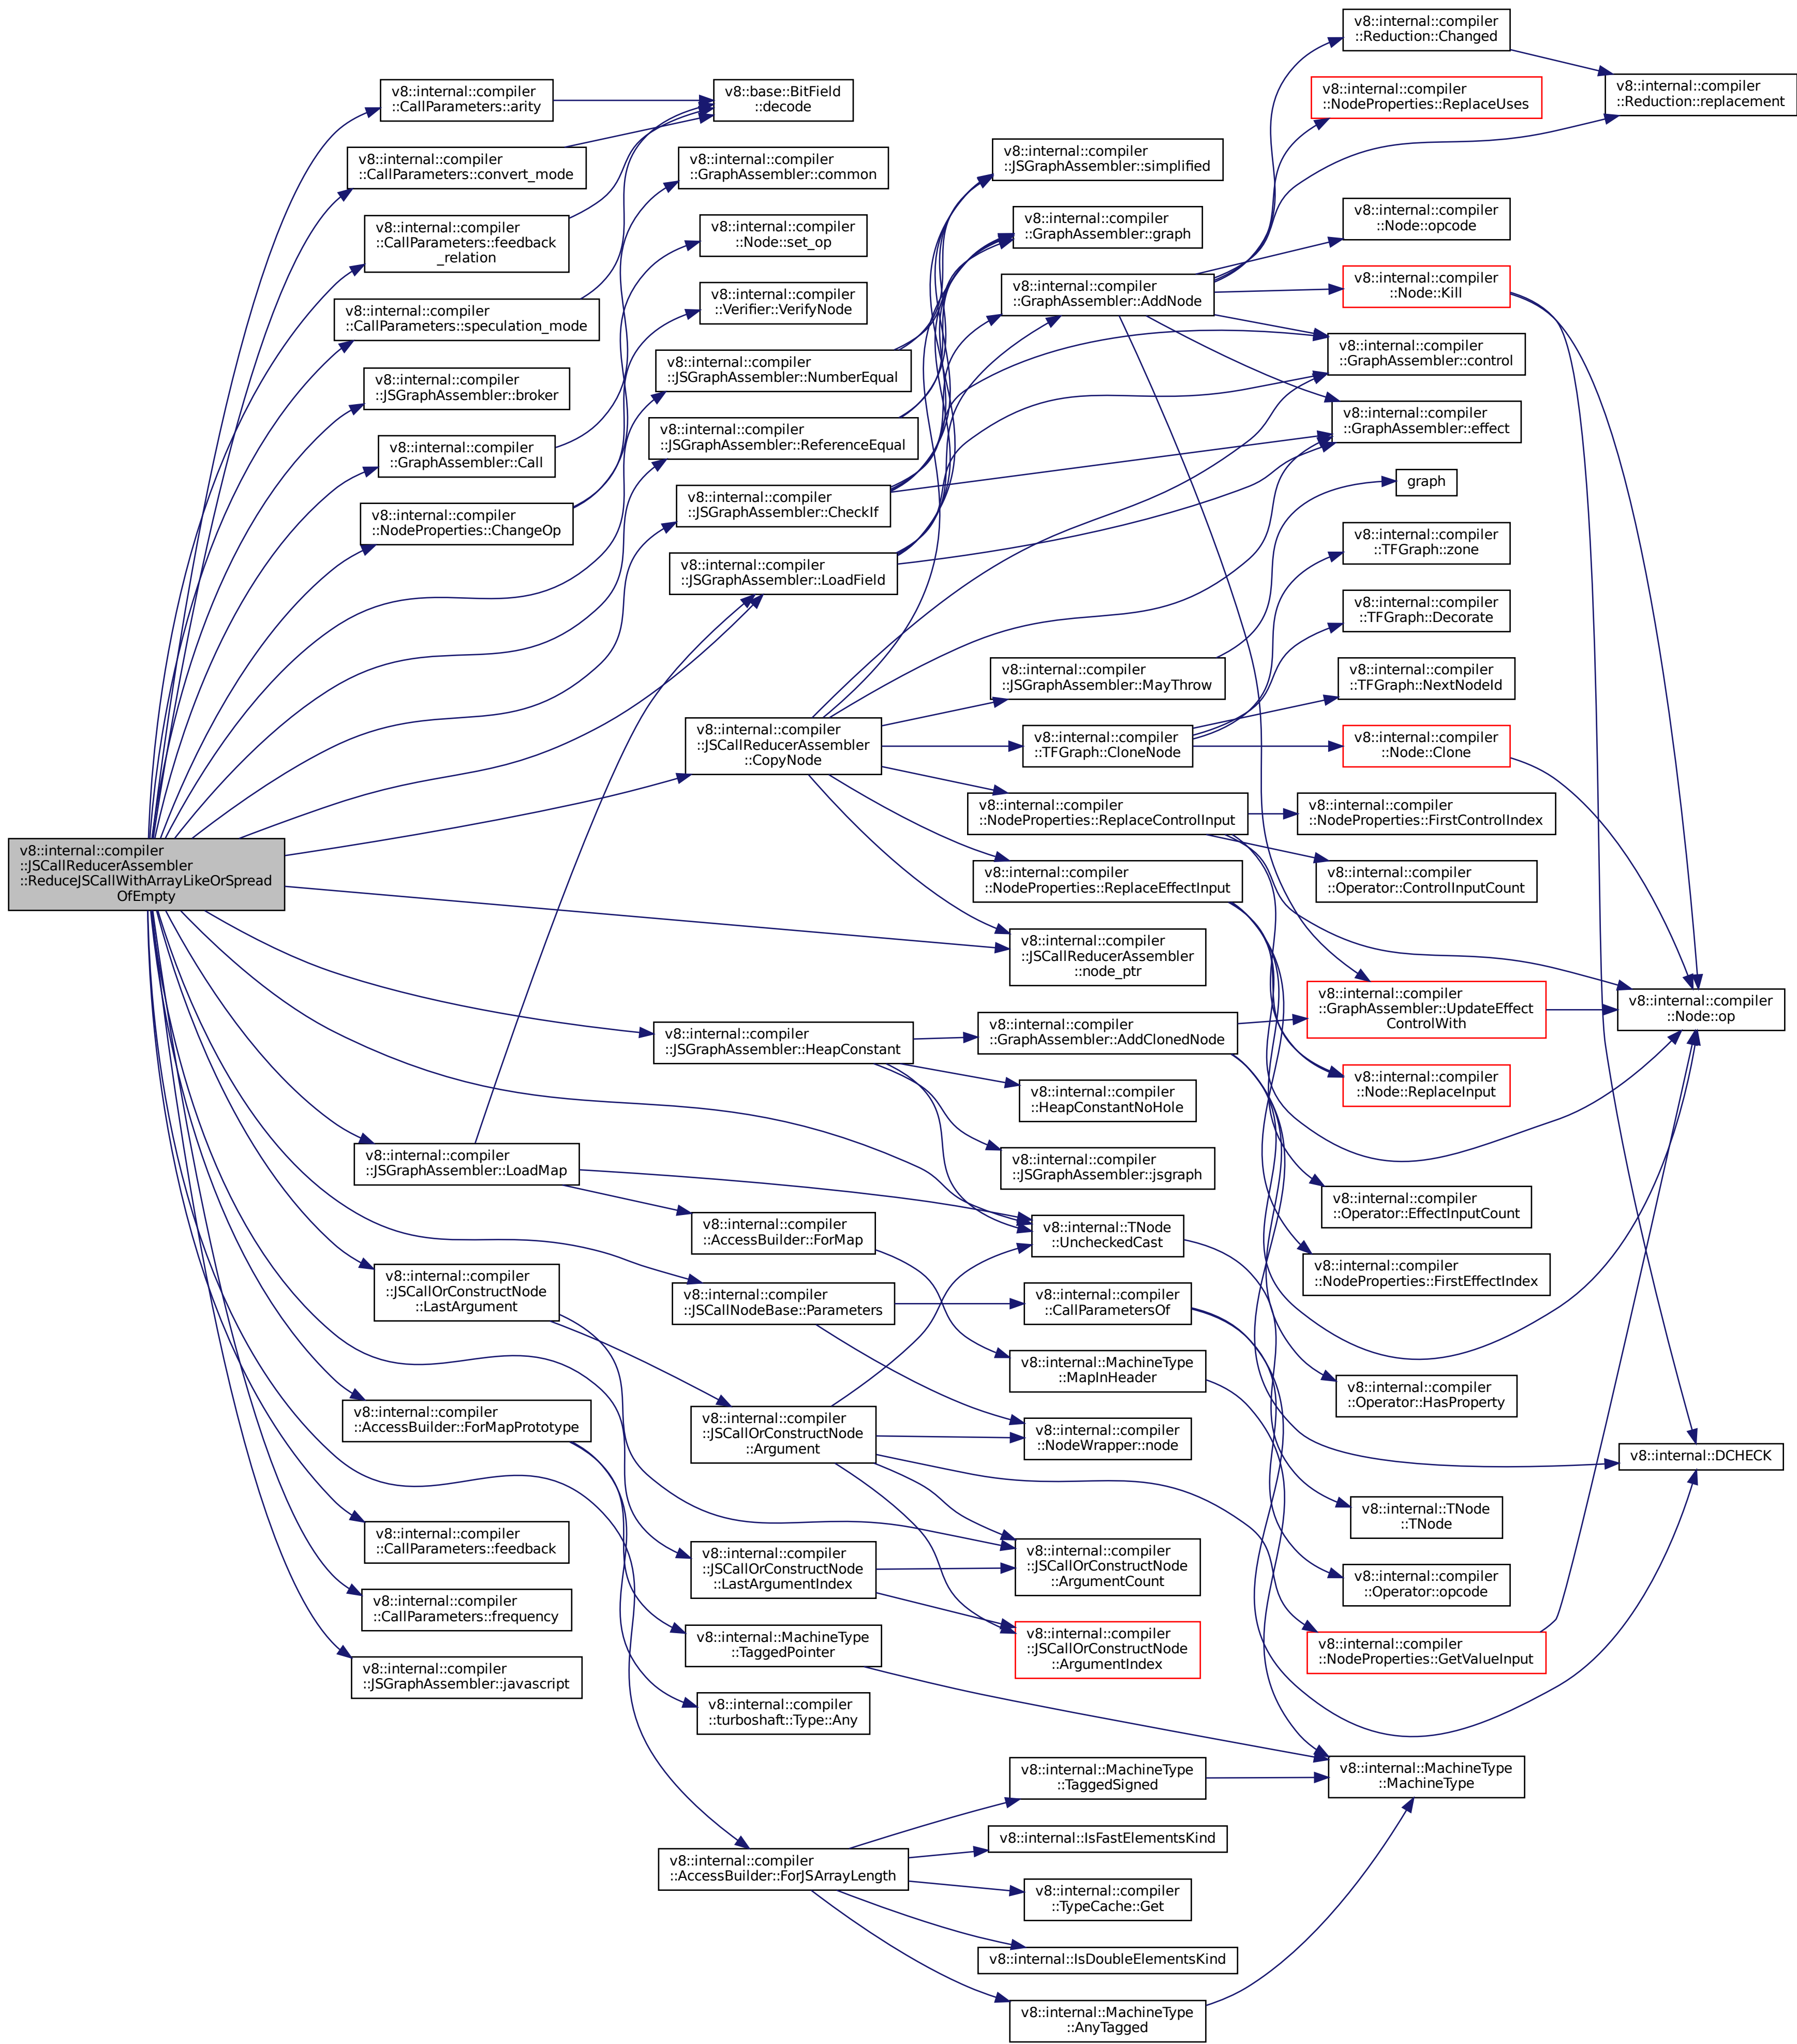 v8::internal::compiler
::JSCallReducerAssembler
::ReduceJSCallWithArrayLikeOrSpread
OfEmpty
v8::internal::compiler
::CallParameters::arity
v8::internal::compiler
::CallParameters::convert_mode
v8::internal::compiler
::CallParameters::feedback
_relation
v8::internal::compiler
::CallParameters::speculation_mode
v8::internal::compiler
::JSGraphAssembler::broker
v8::internal::compiler
::GraphAssembler::Call
v8::internal::compiler
::NodeProperties::ChangeOp
v8::internal::compiler
::JSGraphAssembler::LoadMap
v8::internal::compiler
::JSCallOrConstructNode
::LastArgument
v8::internal::compiler
::AccessBuilder::ForMapPrototype
v8::internal::compiler
::CallParameters::feedback
v8::internal::compiler
::CallParameters::frequency
v8::internal::compiler
::JSGraphAssembler::javascript
v8::base::BitField
::decode
v8::internal::compiler
::GraphAssembler::common
v8::internal::compiler
::Node::set_op
v8::internal::compiler
::Verifier::VerifyNode
v8::internal::compiler
::JSGraphAssembler::NumberEqual
v8::internal::compiler
::JSGraphAssembler::ReferenceEqual
v8::internal::compiler
::JSGraphAssembler::CheckIf
v8::internal::compiler
::JSGraphAssembler::LoadField
v8::internal::compiler
::JSCallReducerAssembler
::CopyNode
v8::internal::compiler
::JSGraphAssembler::HeapConstant
v8::internal::compiler
::AccessBuilder::ForMap
v8::internal::compiler
::JSCallNodeBase::Parameters
v8::internal::compiler
::JSCallOrConstructNode
::Argument
v8::internal::compiler
::JSCallOrConstructNode
::LastArgumentIndex
v8::internal::MachineType
::TaggedPointer
v8::internal::compiler
::turboshaft::Type::Any
v8::internal::compiler
::AccessBuilder::ForJSArrayLength
v8::internal::compiler
::JSGraphAssembler::simplified
v8::internal::compiler
::GraphAssembler::graph
v8::internal::compiler
::GraphAssembler::AddNode
v8::internal::compiler
::JSGraphAssembler::MayThrow
v8::internal::compiler
::TFGraph::CloneNode
v8::internal::compiler
::NodeProperties::ReplaceControlInput
v8::internal::compiler
::NodeProperties::ReplaceEffectInput
v8::internal::compiler
::JSCallReducerAssembler
::node_ptr
v8::internal::compiler
::GraphAssembler::AddClonedNode
v8::internal::compiler
::HeapConstantNoHole
v8::internal::compiler
::JSGraphAssembler::jsgraph
v8::internal::TNode
::UncheckedCast
v8::internal::compiler
::CallParametersOf
v8::internal::MachineType
::MapInHeader
v8::internal::compiler
::NodeWrapper::node
v8::internal::compiler
::JSCallOrConstructNode
::ArgumentCount
v8::internal::compiler
::JSCallOrConstructNode
::ArgumentIndex
v8::internal::MachineType
::TaggedSigned
v8::internal::IsFastElementsKind
v8::internal::compiler
::TypeCache::Get
v8::internal::IsDoubleElementsKind
v8::internal::MachineType
::AnyTagged
v8::internal::compiler
::Reduction::Changed
v8::internal::compiler
::NodeProperties::ReplaceUses
v8::internal::compiler
::Node::opcode
v8::internal::compiler
::Node::Kill
v8::internal::compiler
::GraphAssembler::control
v8::internal::compiler
::GraphAssembler::effect
graph
v8::internal::compiler
::TFGraph::zone
v8::internal::compiler
::TFGraph::Decorate
v8::internal::compiler
::TFGraph::NextNodeId
v8::internal::compiler
::Node::Clone
v8::internal::compiler
::NodeProperties::FirstControlIndex
v8::internal::compiler
::Operator::ControlInputCount
v8::internal::compiler
::GraphAssembler::UpdateEffect
ControlWith
v8::internal::compiler
::Node::ReplaceInput
v8::internal::compiler
::Operator::EffectInputCount
v8::internal::compiler
::NodeProperties::FirstEffectIndex
v8::internal::compiler
::Operator::HasProperty
v8::internal::TNode
::TNode
v8::internal::compiler
::Operator::opcode
v8::internal::compiler
::NodeProperties::GetValueInput
v8::internal::MachineType
::MachineType
v8::internal::compiler
::Reduction::replacement
v8::internal::compiler
::Node::op
v8::internal::DCHECK